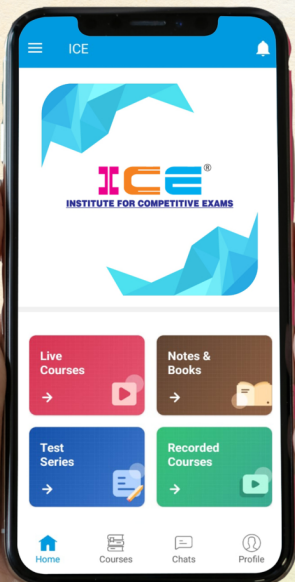 ICE
ICE®
INSTITUTE FOR COMPETITIVE EXAMS
Live
Courses
Notes &
Books
Test
Series
Recorded
Courses
Home
Courses
Chats
Profile